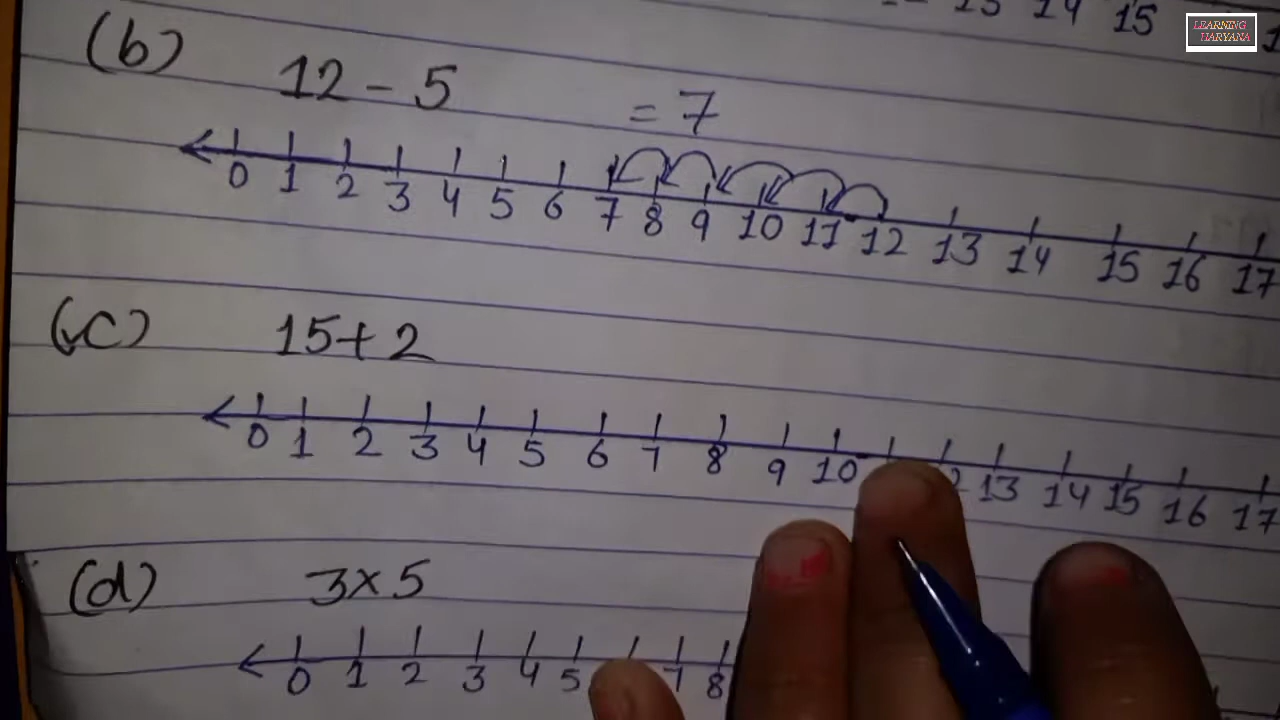 13 14 15
LEARNING
HARYANA
(b) 12 - 5 = 7
0 1 2 3 4 5 6 7 8 9 10 11 12 13 14 15 16 17
(c) 15 + 2
0 1 2 3 4 5 6 7 8 9 10 13 14 15 16 17
(d) 3 x 5
0 1 2 3 4 5 7 8